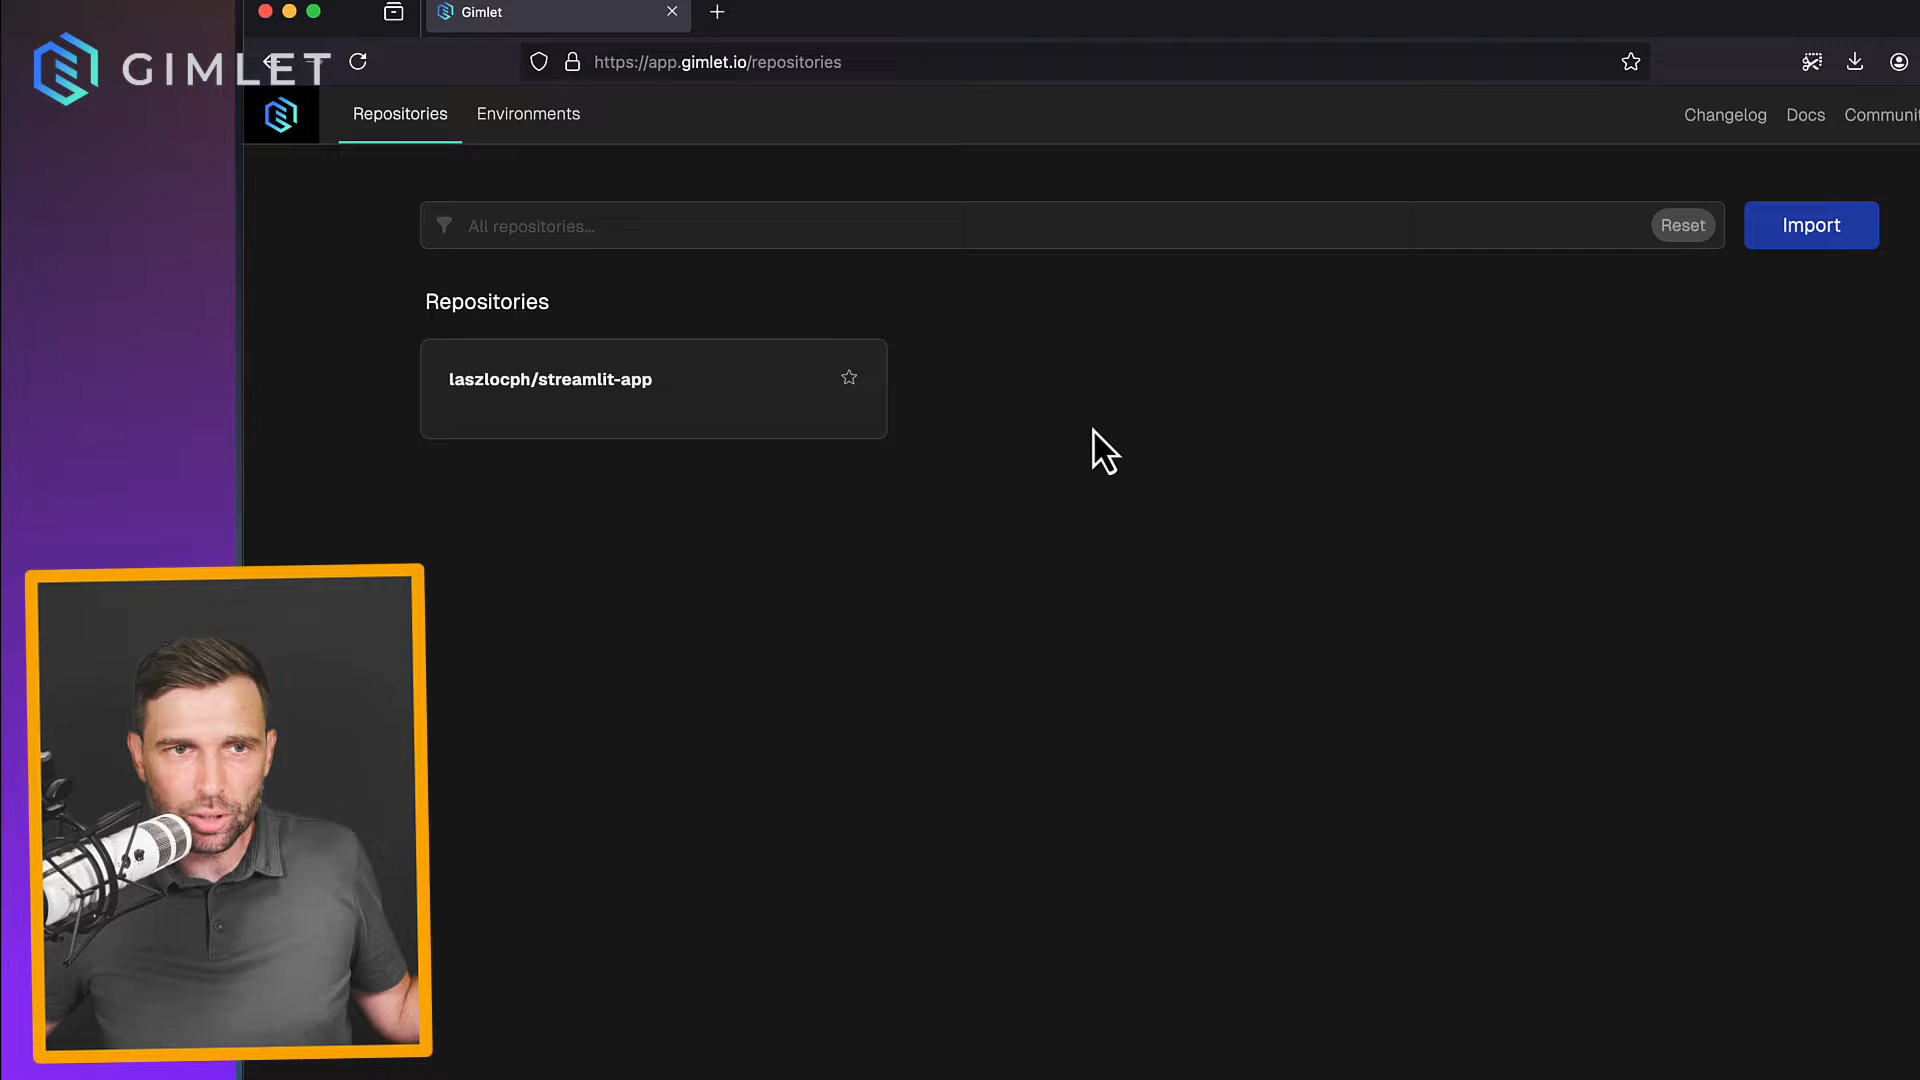 Gimlet
GIMLET
https://app.gimlet.io/repositories
Repositories
Environments
Changelog
Docs
Communit
All repositories...
Reset
Import
Repositories
laszlocph/streamlit-app